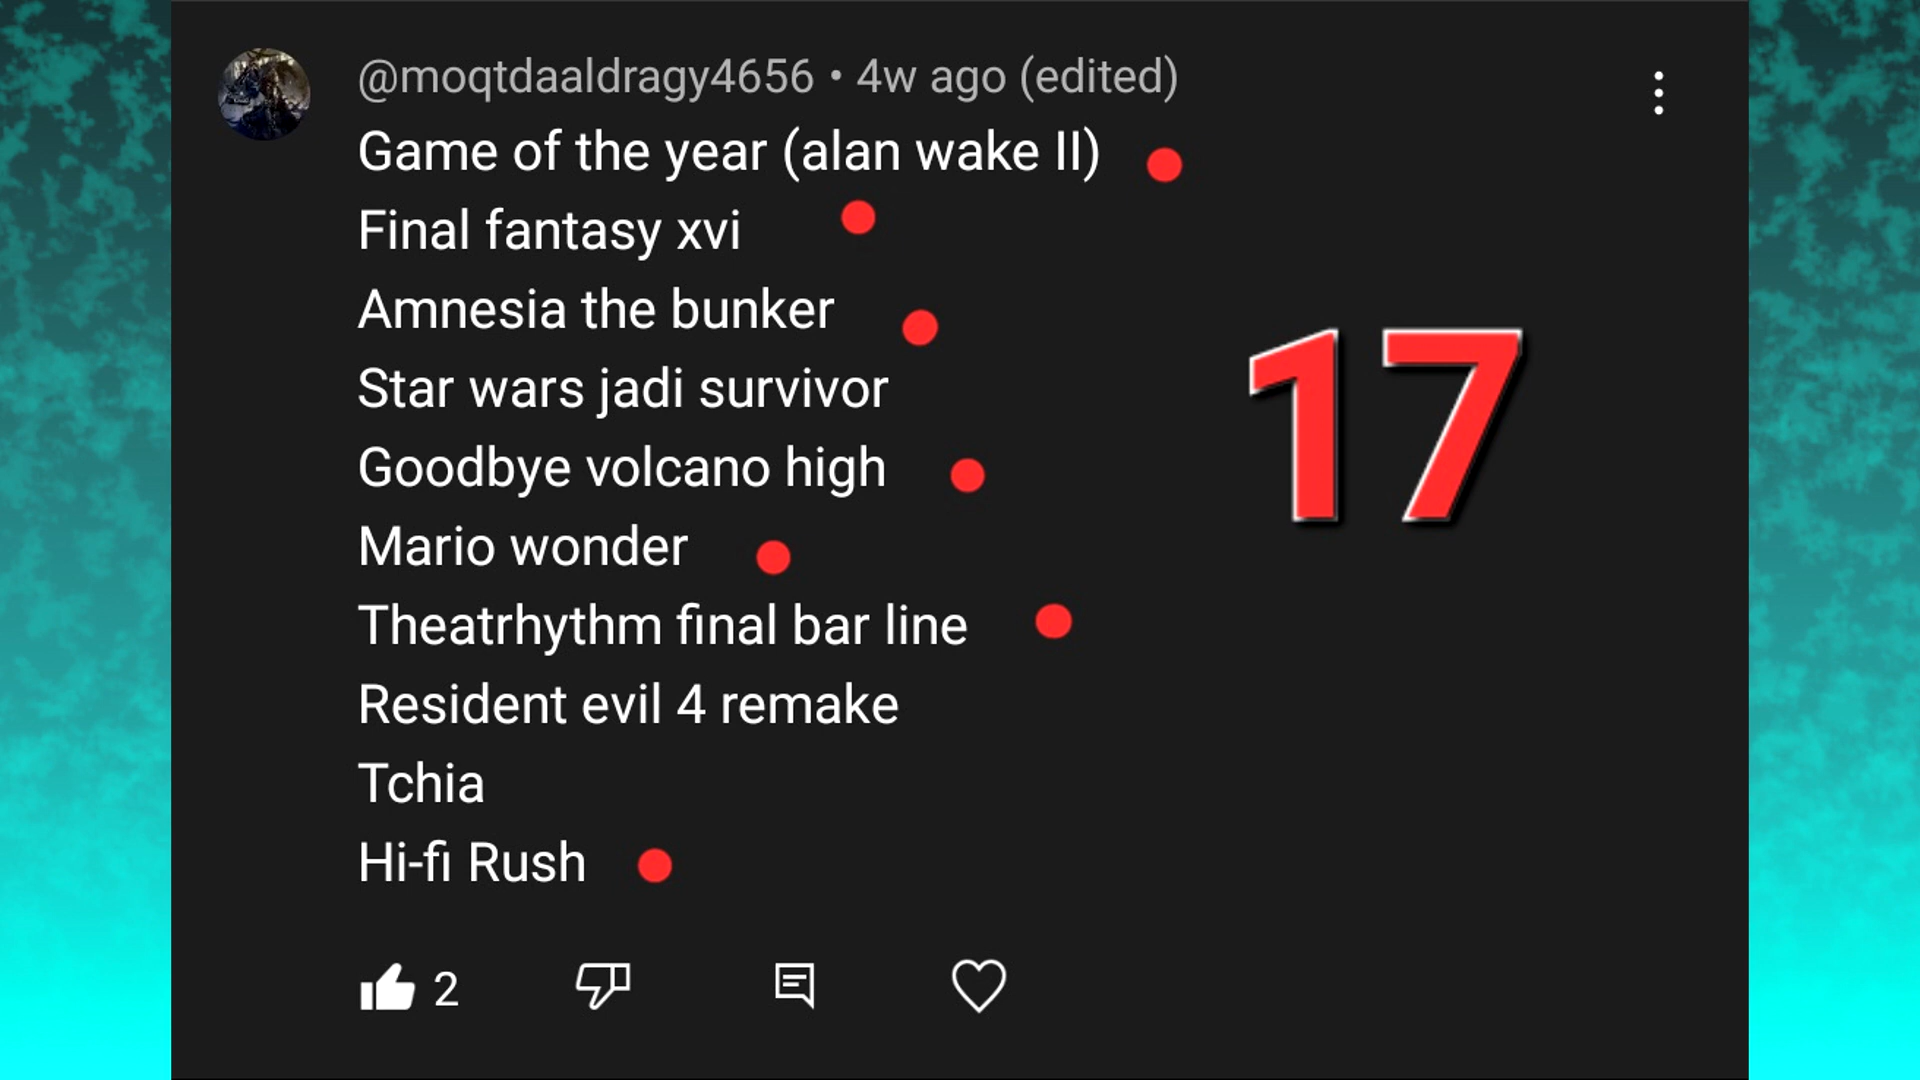 @moqtdaaldragy4656 • 4w ago (edited)
Game of the year (alan wake II)
Final fantasy xvi
Amnesia the bunker
Star wars jadi survivor
Goodbye volcano high
Mario wonder
Theatrhythm final bar line
Resident evil 4 remake
Tchia
Hi-fi Rush
17
2